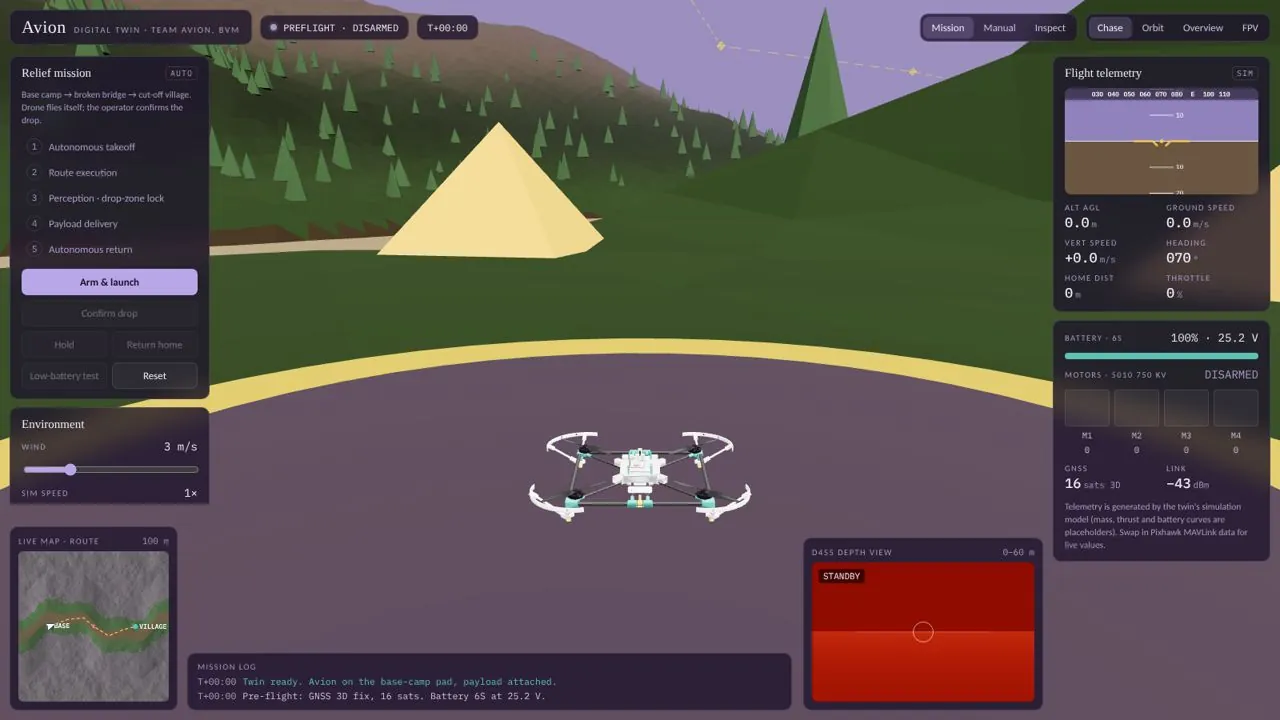 Avion DIGITAL TWIN · TEAM AVION, BVM
PREFLIGHT · DISARMED
T+00:00
Mission Manual Inspect
Chase Orbit Overview FPV
Relief mission AUTO
Base camp → broken bridge → cut-off village.
Drone flies itself; the operator confirms the
drop.
1 Autonomous takeoff
2 Route execution
3 Perception · drop-zone lock
4 Payload delivery
5 Autonomous return
Arm & launch
Confirm drop
Hold Return home
Low-battery test Reset
Environment
WIND 3 m/s
SIM SPEED 1×
LIVE MAP · ROUTE 100 m
BASE VILLAGE
MISSION LOG
T+00:00 Twin ready. Avion on the base-camp pad, payload attached.
T+00:00 Pre-flight: GNSS 3D fix, 16 sats. Battery 6S at 25.2 V.
D455 DEPTH VIEW 0–60 m
STANDBY
Flight telemetry SIM
030 040 050 060 070 080 E 100 110
10
10
20
ALT AGL GROUND SPEED
0.0 m 0.0 m/s
VERT SPEED HEADING
+0.0 m/s 070 °
HOME DIST THROTTLE
0 m 0 %
BATTERY · 6S 100% · 25.2 V
MOTORS · 5010 750 KV DISARMED
M1 M2 M3 M4
0 0 0 0
GNSS LINK
16 sats 3D −43 dBm
Telemetry is generated by the twin's simulation
model (mass, thrust and battery curves are
placeholders). Swap in Pixhawk MAVLink data for
live values.